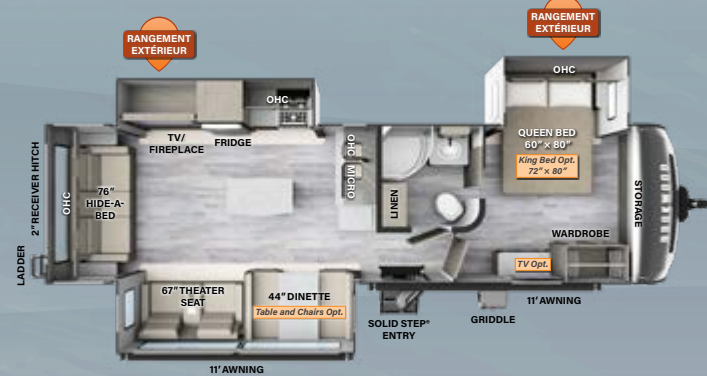 RANGEMENT
EXTÉRIEUR
RANGEMENT
EXTÉRIEUR
OHC
OHC
TV/
FIREPLACE
FRIDGE
OHC
MICRO
QUEEN BED
60" × 80"
King Bed Opt.
72" × 80"
2" RECEIVER HITCH
OHC
76"
HIDE-A-
BED
LINEN
STORAGE
WARDROBE
LADDER
TV Opt.
67" THEATER
SEAT
44" DINETTE
Table and Chairs Opt.
SOLID STEP®
ENTRY
GRIDDLE
11' AWNING
11' AWNING